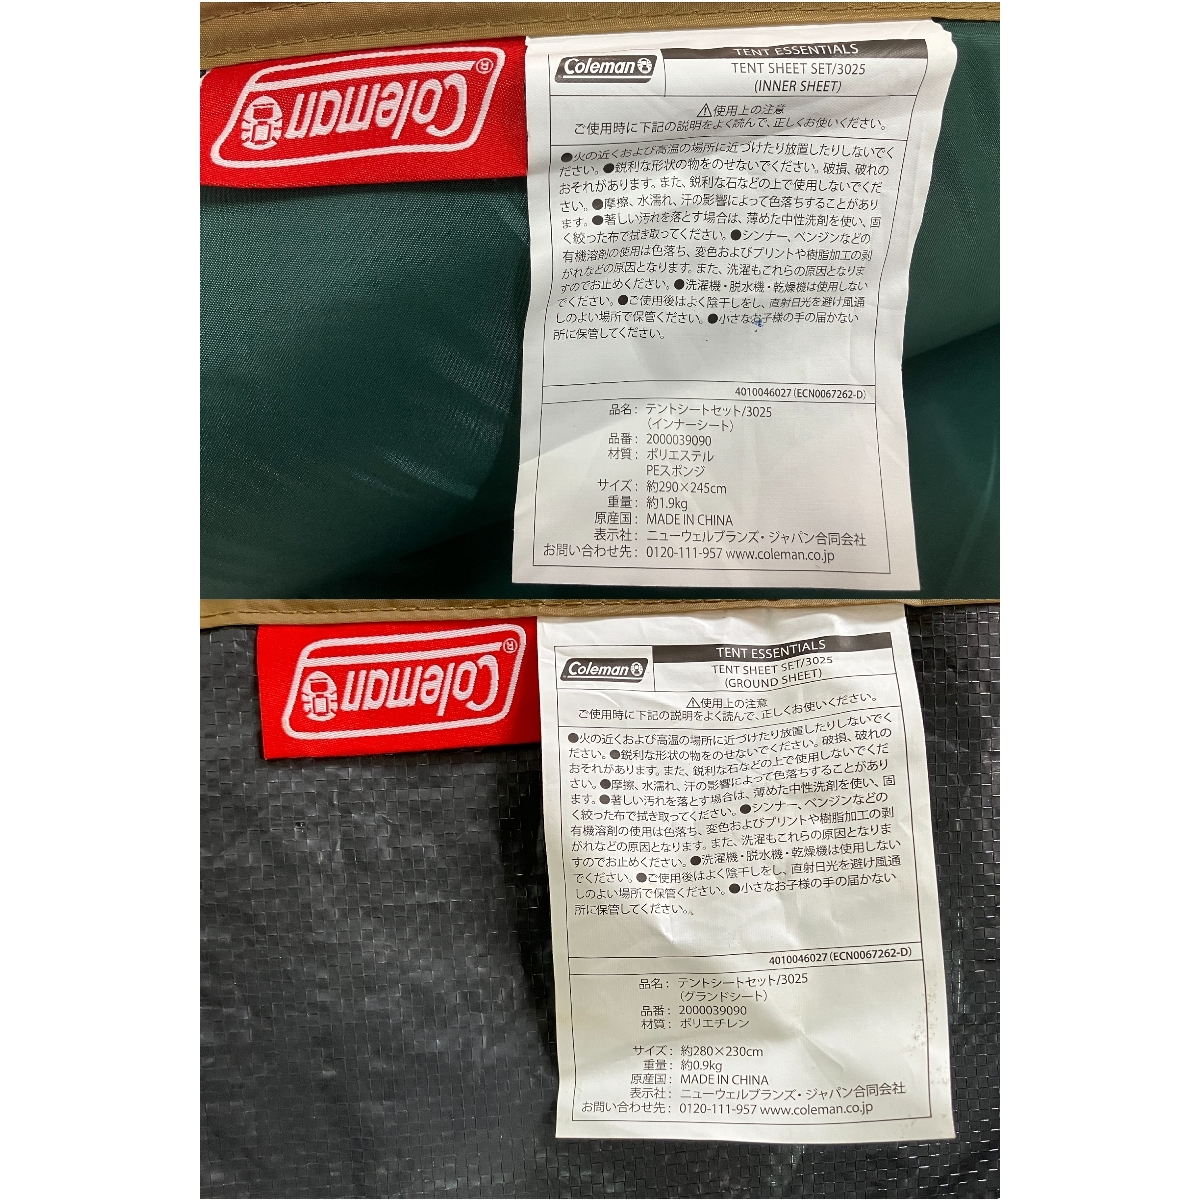 Coleman®
Coleman
TENT ESSENTIALS
TENT SHEET SET/3025
(INNER SHEET)
⚠使用上の注意
ご使用時に下記の説明をよく読んで、正しくお使いください。
●火の近くおよび高温の場所に近づけたり放置したりしないでく
ださい。●鋭利な形状の物をのせないでください。破損、破れの
おそれがあります。また、鋭利な石などの上で使用しないでくだ
さい。●摩擦、水濡れ、汗の影響によって色落ちすることがあり
ます。●著しい汚れを落とす場合は、薄めた中性洗剤を使い、固
く絞った布で拭き取ってください。●シンナー、ベンジンなどの
有機溶剤の使用は色落ち、変色およびプリントや樹脂加工の剥
がれなどの原因となります。また、洗濯もこれらの原因となりま
すのでお止めください。●洗濯機・脱水機・乾燥機は使用しない
でください。●ご使用後はよく陰干しをし、直射日光を避け風通
しのよい場所で保管ください。●小さなお子様の手の届かない
所に保管してください。
4010046027(ECN0067262-D)
品名：テントシートセット/3025
（インナーシート）
品番：2000039090
材質：ポリエステル
PEスポンジ
サイズ：約290×245cm
重量：約1.9kg
原産国：MADE IN CHINA
表示社：ニューウェルブランズ・ジャパン合同会社
お問い合わせ先：0120-111-957 www.coleman.co.jp
Coleman®
Coleman
TENT ESSENTIALS
TENT SHEET SET/3025
(GROUND SHEET)
⚠使用上の注意
ご使用時に下記の説明をよく読んで、正しくお使いください。
●火の近くおよび高温の場所に近づけたり放置したりしないでく
ださい。●鋭利な形状の物をのせないでください。破損、破れの
おそれがあります。また、鋭利な石などの上で使用しないでくだ
さい。●摩擦、水濡れ、汗の影響によって色落ちすることがあり
ます。●著しい汚れを落とす場合は、薄めた中性洗剤を使い、固
く絞った布で拭き取ってください。●シンナー、ベンジンなどの
有機溶剤の使用は色落ち、変色およびプリントや樹脂加工の剥
がれなどの原因となります。また、洗濯もこれらの原因となりま
すのでお止めください。●洗濯機・脱水機・乾燥機は使用しない
でください。●ご使用後はよく陰干しをし、直射日光を避け風通
しのよい場所で保管ください。●小さなお子様の手の届かない
所に保管してください。
4010046027(ECN0067262-D)
品名：テントシートセット/3025
（グランドシート）
品番：2000039090
材質：ポリエチレン
サイズ：約280×230cm
重量：約0.9kg
原産国：MADE IN CHINA
表示社：ニューウェルブランズ・ジャパン合同会社
お問い合わせ先：0120-111-957 www.coleman.co.jp